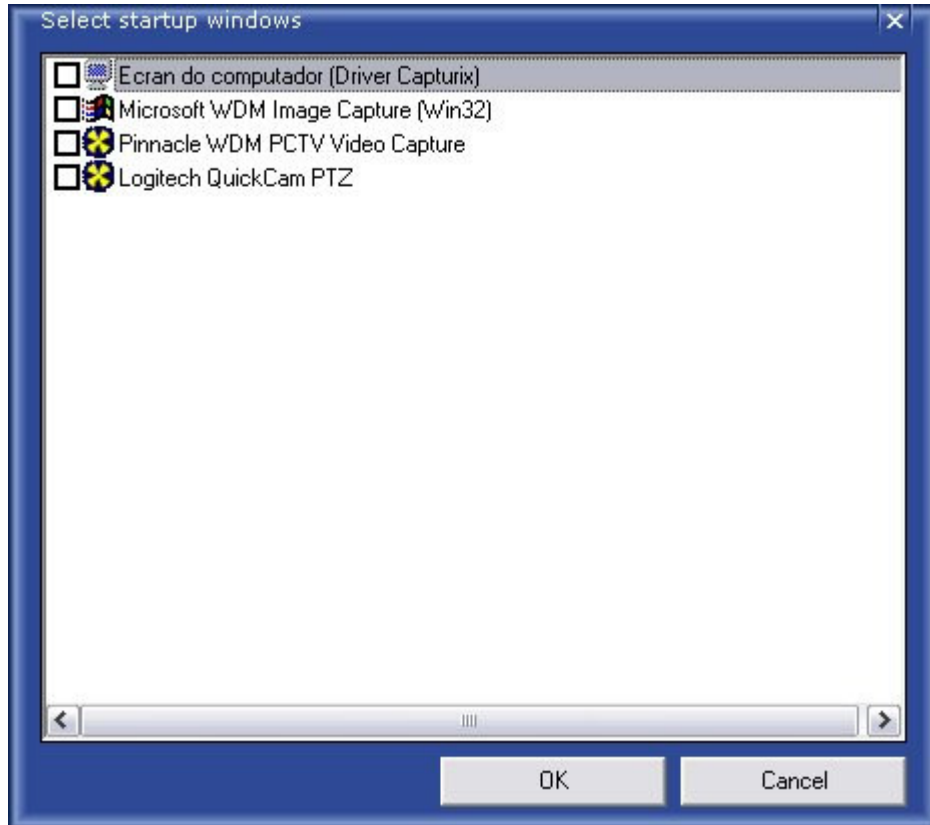 Select startup windows
Ecran do computador (Driver Capturix)
Microsoft WDM Image Capture (Win32)
Pinnacle WDM PCTV Video Capture
Logitech QuickCam PTZ
OK
Cancel